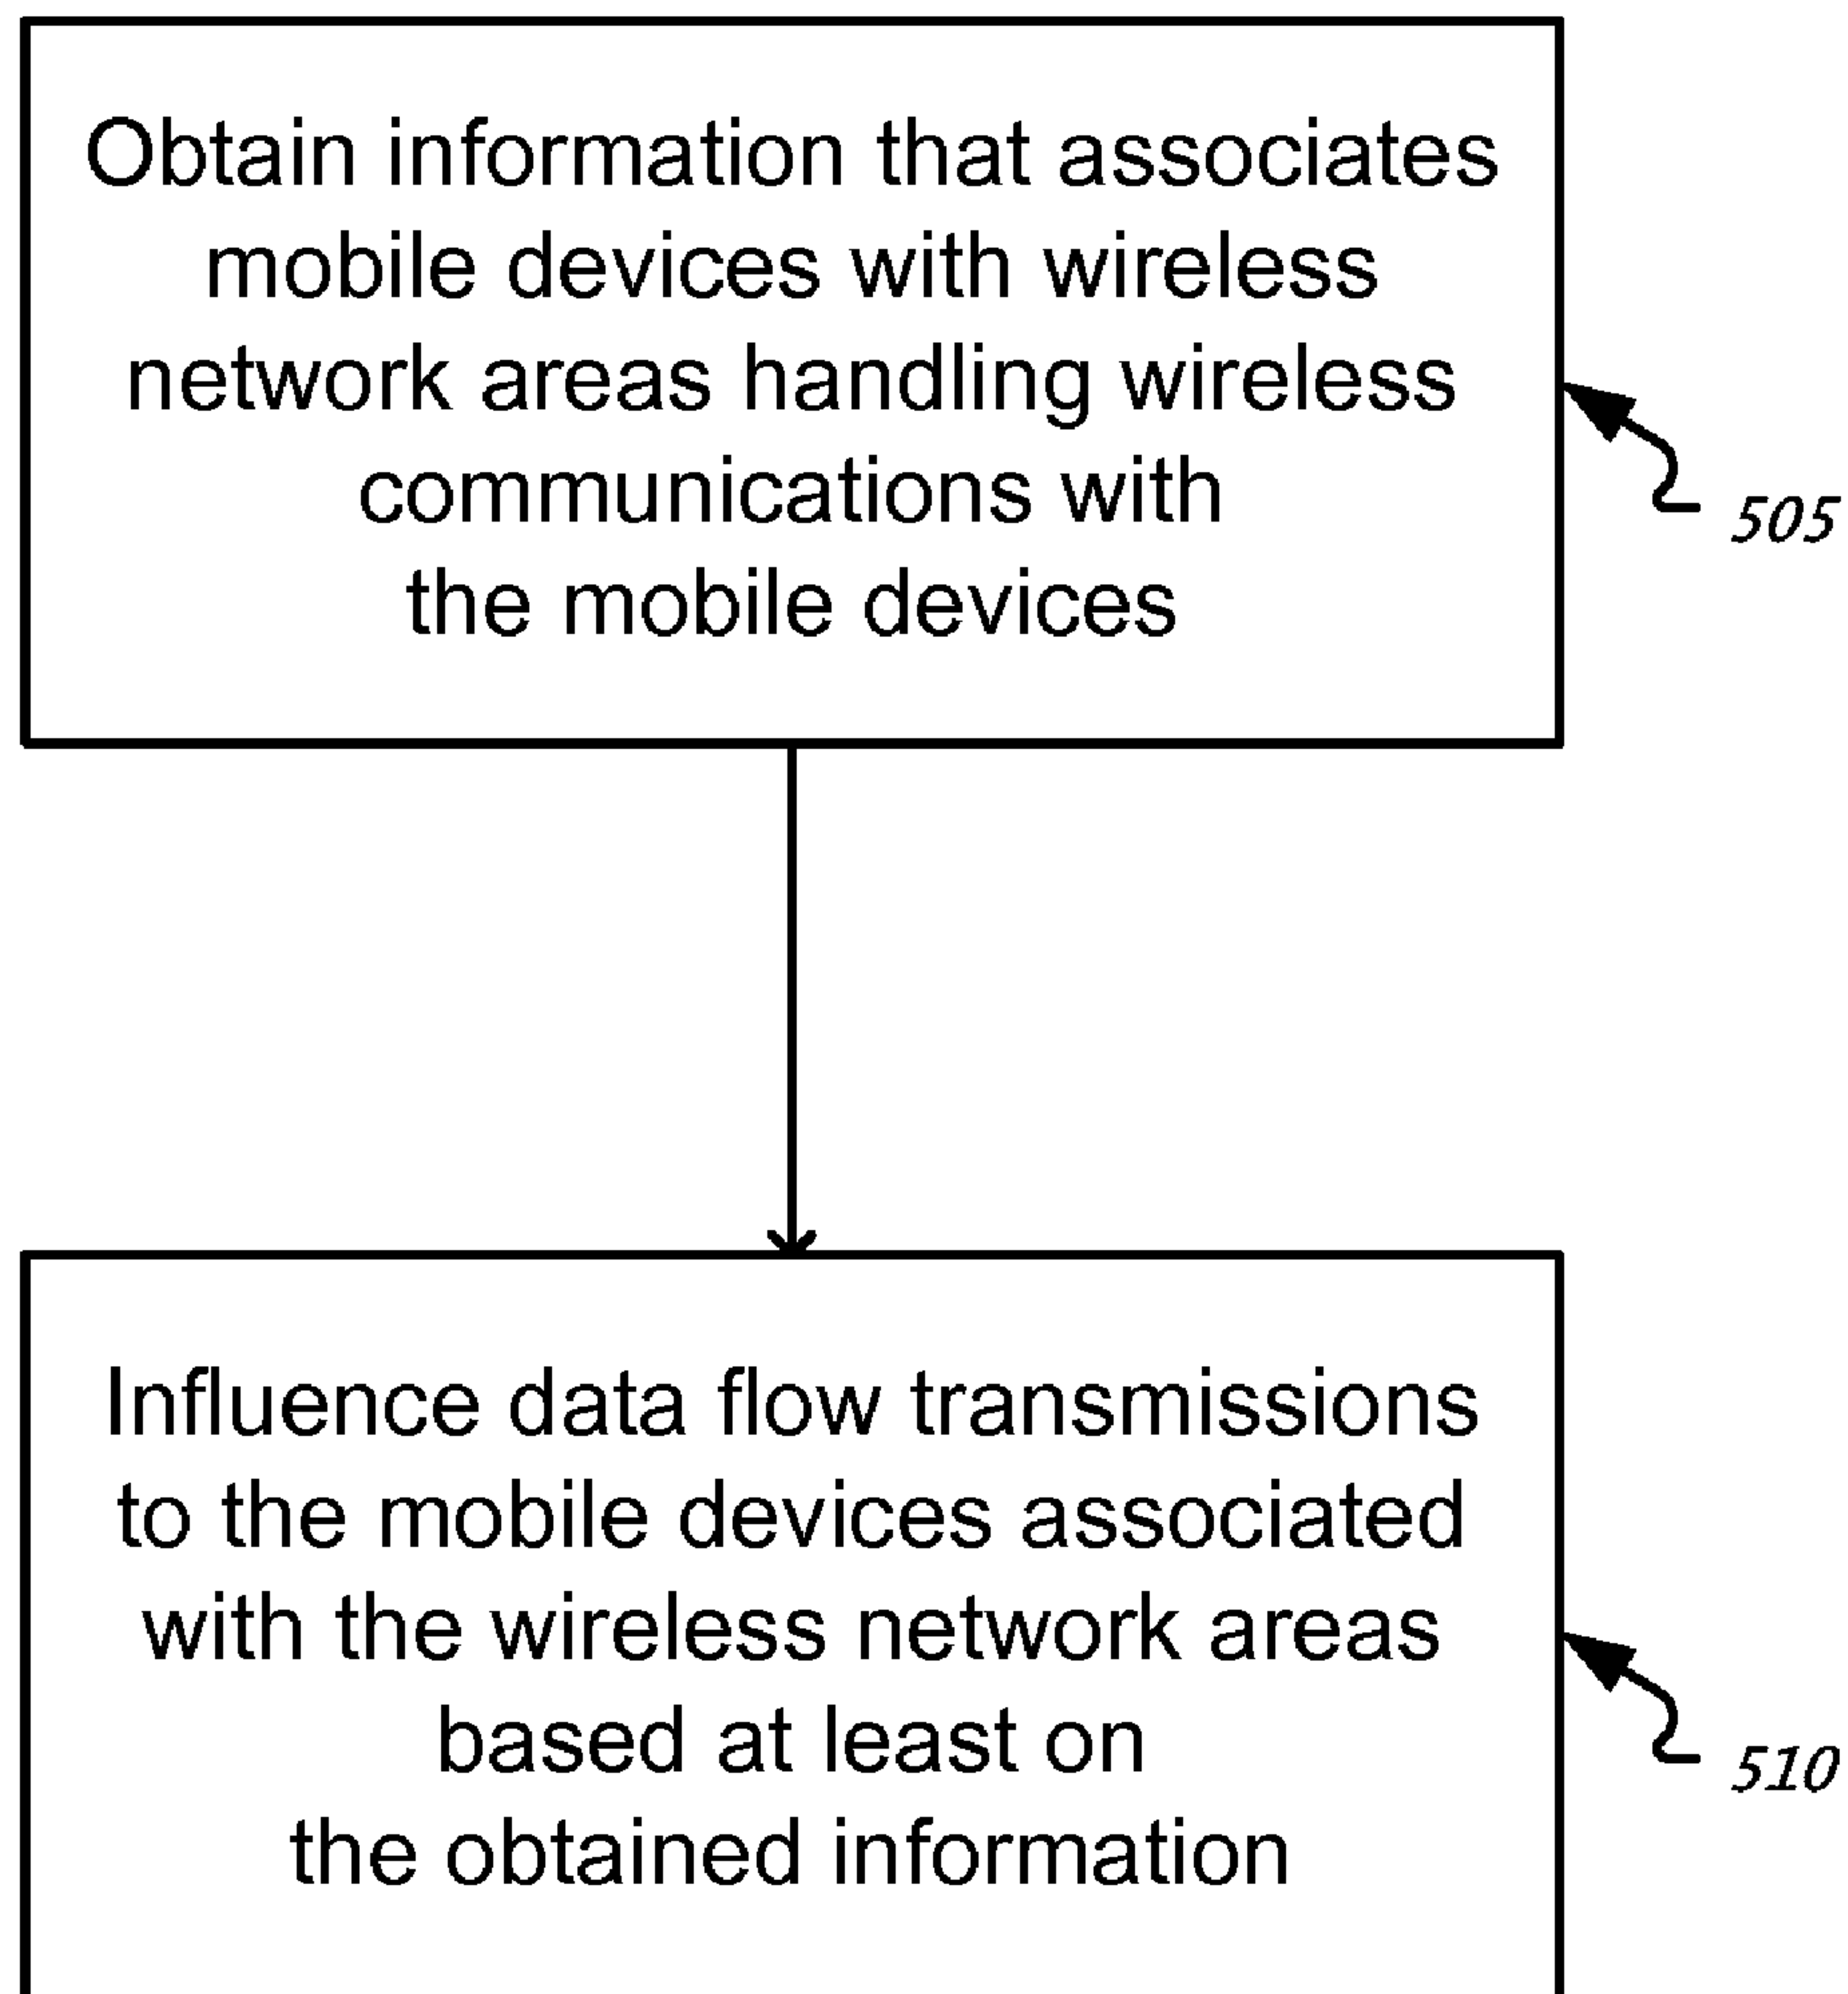 Obtain information that associates
mobile devices with wireless
network areas handling wireless
communications with
the mobile devices
505
Influence data flow transmissions
to the mobile devices associated
with the wireless network areas
based at least on
the obtained information
510